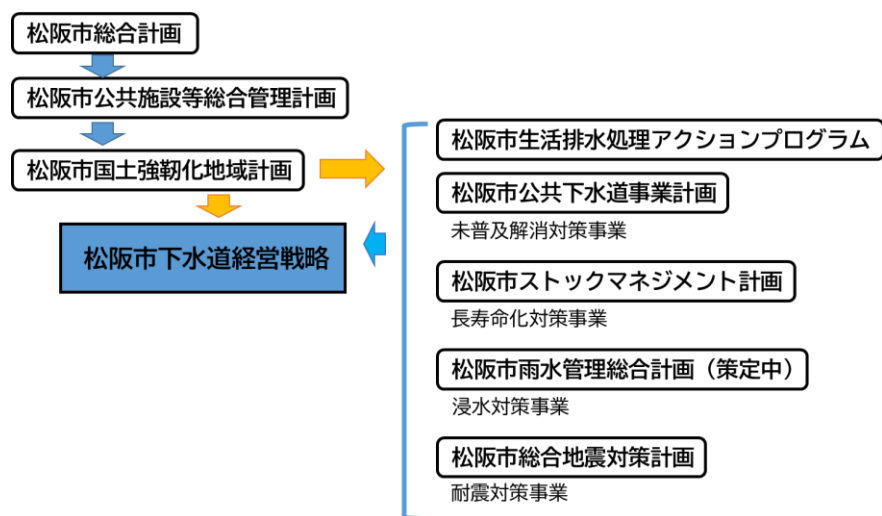 松阪市総合計画
松阪市公共施設等総合管理計画
松阪市国土強靭化地域計画
松阪市下水道経営戦略
松阪市生活排水処理アクションプログラム
松阪市公共下水道事業計画
未普及解消対策事業
松阪市ストックマネジメント計画
長寿命化対策事業
松阪市雨水管理総合計画（策定中）
浸水対策事業
松阪市総合地震対策計画
耐震対策事業